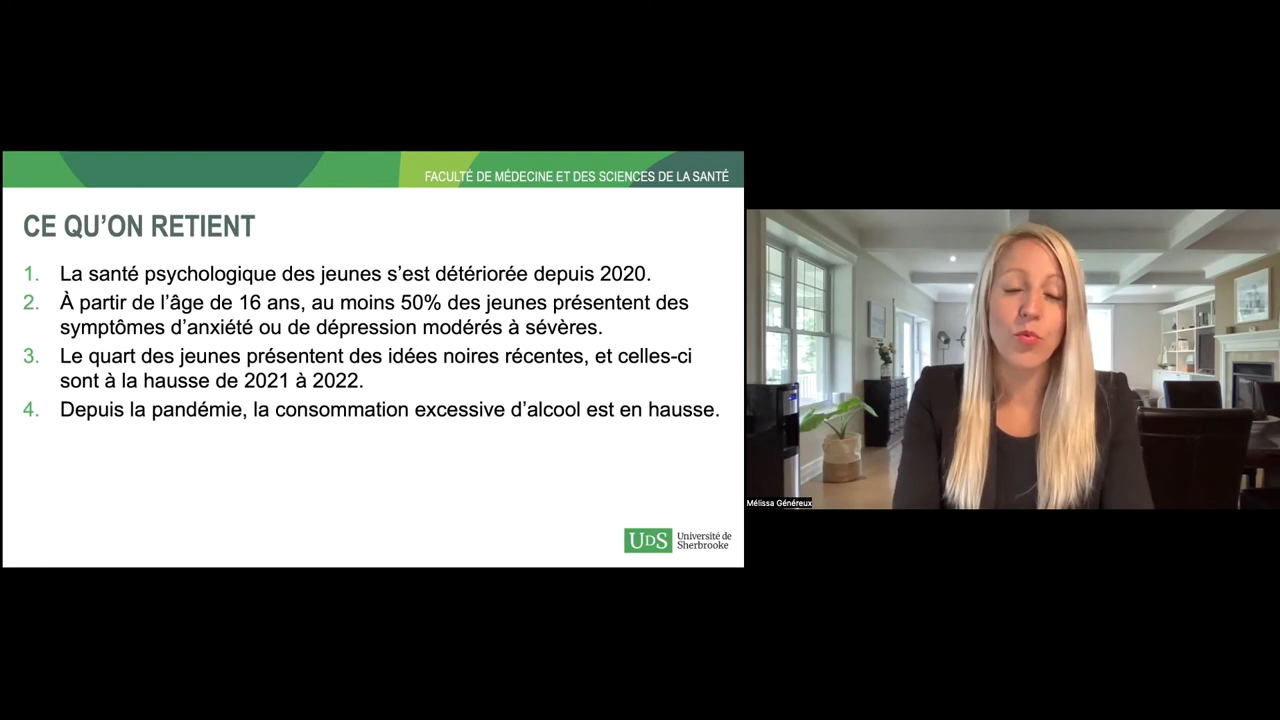 FACULTÉ DE MÉDECINE ET DES SCIENCES DE LA SANTÉ
CE QU’ON RETIENT
1. La santé psychologique des jeunes s’est détériorée depuis 2020.
2. À partir de l’âge de 16 ans, au moins 50% des jeunes présentent des
symptômes d’anxiété ou de dépression modérés à sévères.
3. Le quart des jeunes présentent des idées noires récentes, et celles-ci
sont à la hausse de 2021 à 2022.
4. Depuis la pandémie, la consommation excessive d’alcool est en hausse.
UDS Université de
Sherbrooke
Mélissa Généreux